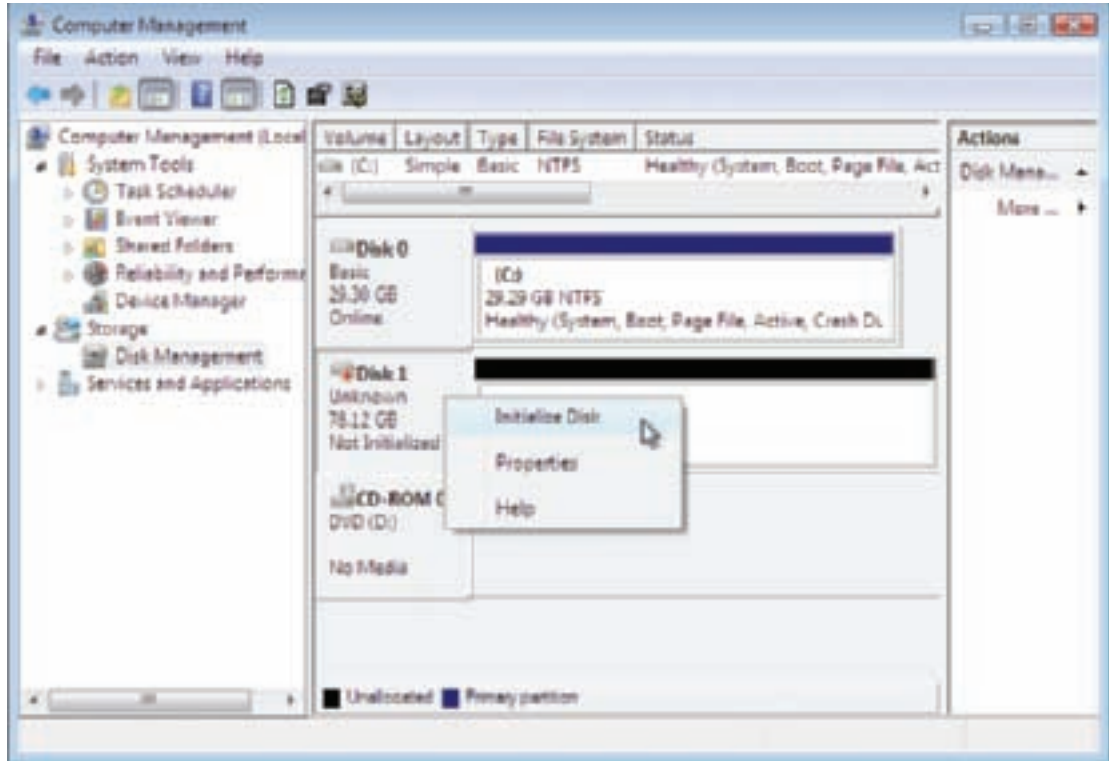 Computer Management
File Action View Help
Computer Management (Local
System Tools
Task Scheduler
Event Viewer
Shared Folders
Reliability and Performa
Device Manager
Storage
Disk Management
Services and Applications
Volume Layout Type File System Status
(C:) Simple Basic NTFS Healthy (System, Boot, Page File, Act
Disk 0
Basic
29.30 GB
Online
(C:)
29.29 GB NTFS
Healthy (System, Boot, Page File, Active, Crash Du
Disk 1
Unknown
78.12 GB
Not Initialized
Initialize Disk
Properties
Help
CD-ROM
DVD (D:)
No Media
Unallocated Primary partition
Actions
Disk Mana...
More ...